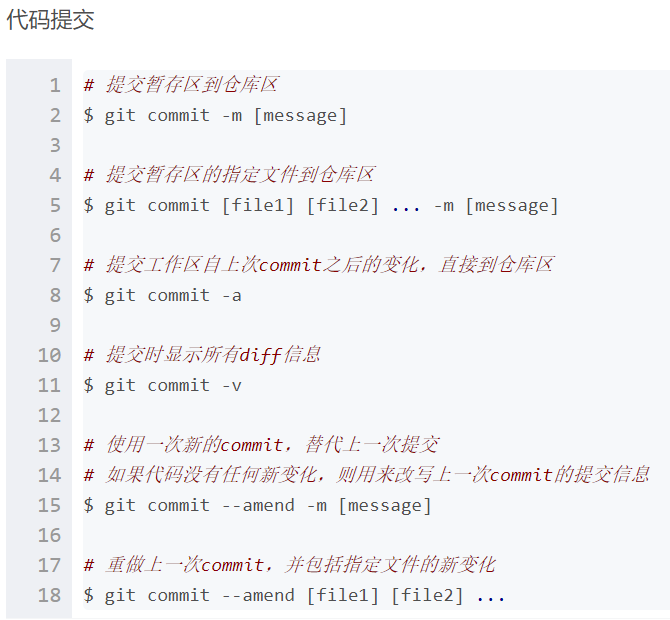 代码提交
1 # 提交暂存区到仓库区
2 $ git commit -m [message]
3
4 # 提交暂存区的指定文件到仓库区
5 $ git commit [file1] [file2] ... -m [message]
6
7 # 提交工作区自上次commit之后的变化，直接到仓库区
8 $ git commit -a
9
10 # 提交时显示所有diff信息
11 $ git commit -v
12
13 # 使用一次新的commit，替代上一次提交
14 # 如果代码没有任何新变化，则用来改写上一次commit的提交信息
15 $ git commit --amend -m [message]
16
17 # 重做上一次commit，并包括指定文件的新变化
18 $ git commit --amend [file1] [file2] ...